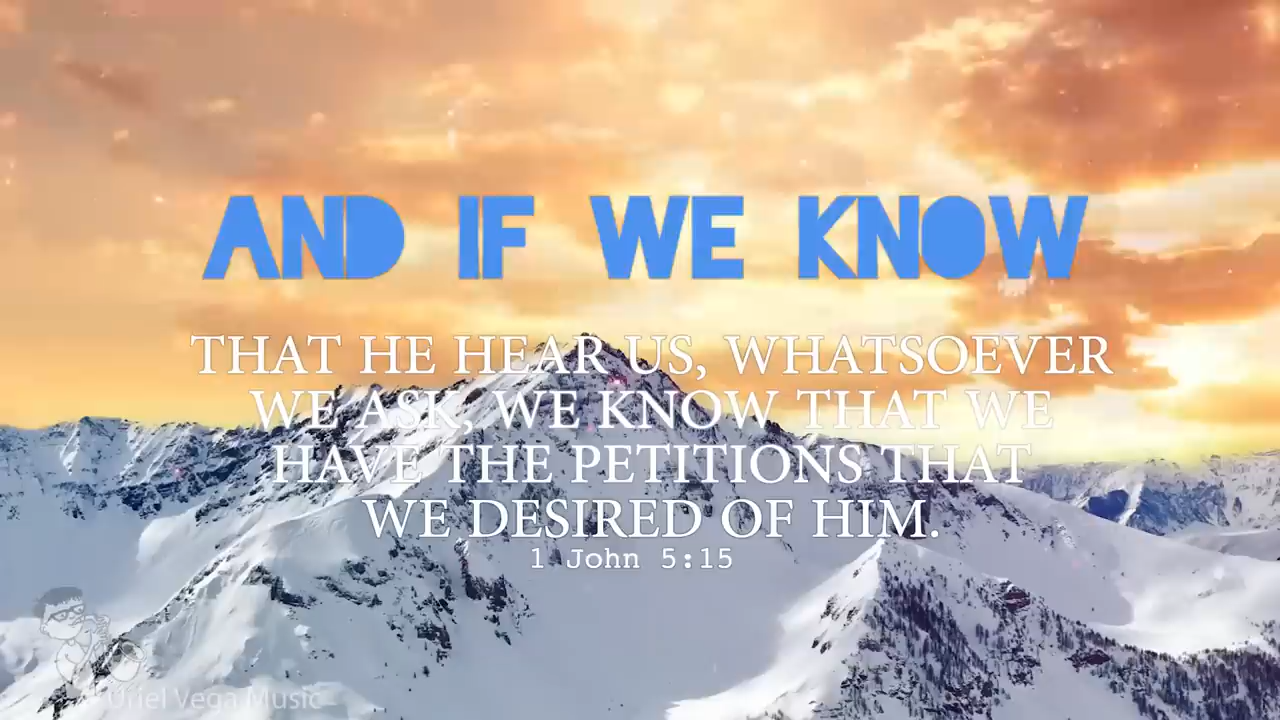 AND IF WE KNOW
THAT HE HEAR US, WHATSOEVER
WE ASK, WE KNOW THAT WE
HAVE THE PETITIONS THAT
WE DESIRED OF HIM.
1 John 5:15
Uriel Vega Music